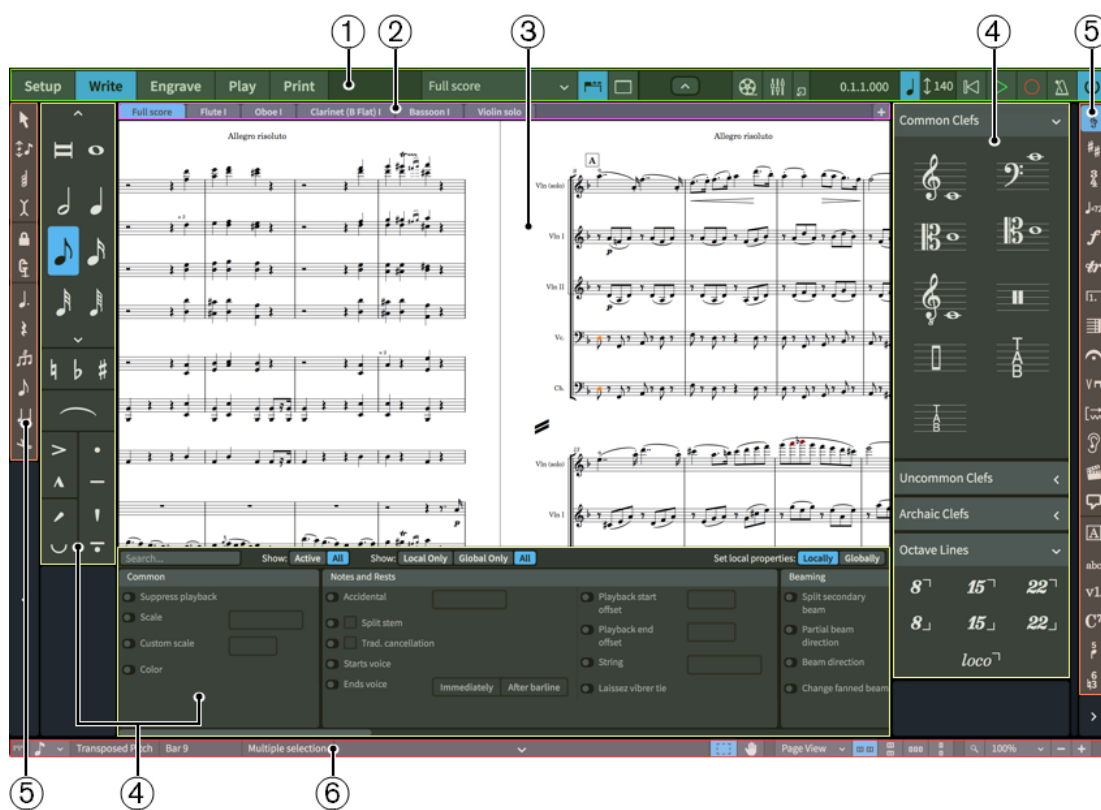 ① ② ③ ④ ⑤
Setup Write Engrave Play Print Full score 0.1.1.000 140
Full score Flute I Oboe I Clarinet (B Flat) I Bassoon I Violin solo +
Allegro risoluto Allegro risoluto
Common Clefs
A
Vln (solo)
Vln I
p
Vln II
p
a 2
Vc.
Cb.
a 2
Vln (solo)
Vln I
p
T
A
B
T
A
B
Uncommon Clefs
Archaic Clefs
Octave Lines
8 15 22
8 15 22
loco
Search... Show: Active All Show: Local Only Global Only All Set local properties: Locally Globally
Common Notes and Rests Beaming
Suppress playback Accidental Playback start offset Split secondary beam
Scale Split stem
Custom scale Trad. cancellation Playback end offset Partial beam direction
Color Starts voice String Beam direction
Ends voice Immediately After barline Laissez vibrer tie Change fanned beam
Transposed Pitch Bar 9 Multiple selection Page View 100%
⑤ ④ ⑥